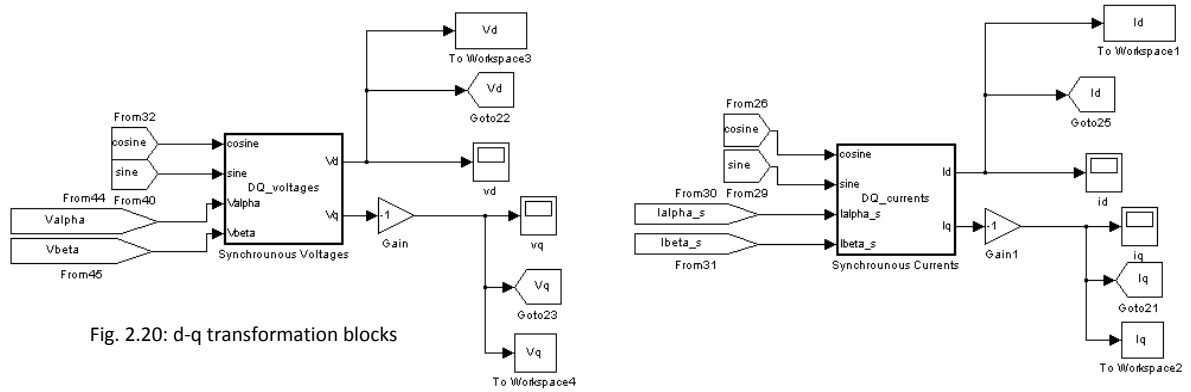 Vd
To Workspace3
Vd
Goto22
From32
cosine
sine
From44
From40
Valpha
Vbeta
From45
cosine
sine
Valpha
Vbeta
DQ_voltages
Vd
Vq
Synchrounous Voltages
vd
-1
Gain
vq
Vq
Goto23
Vq
To Workspace4
Fig. 2.20: d-q transformation blocks
Id
To Workspace1
Id
Goto25
From26
cosine
sine
From30
From29
Ialpha_s
Ibeta_s
From31
cosine
sine
Ialpha_s
Ibeta_s
DQ_currents
Id
Iq
Synchrounous Currents
id
-1
Gain1
iq
Iq
Goto21
Iq
To Workspace2